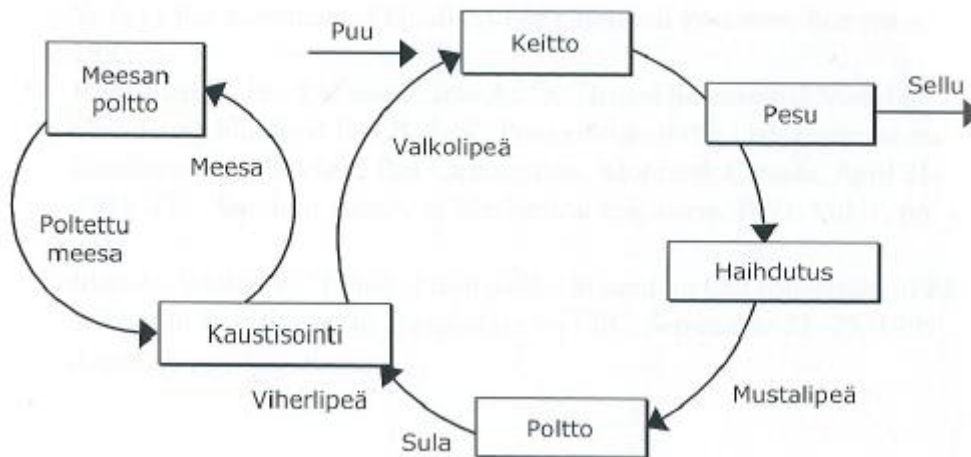 Puu
Keitto
Meesan
poltto
Sellu
Pesu
Valkolipeä
Meesa
Poltettu
meesa
Haihdutus
Kaustisointi
Mustalipeä
Viherlipeä
Poltto
Sula